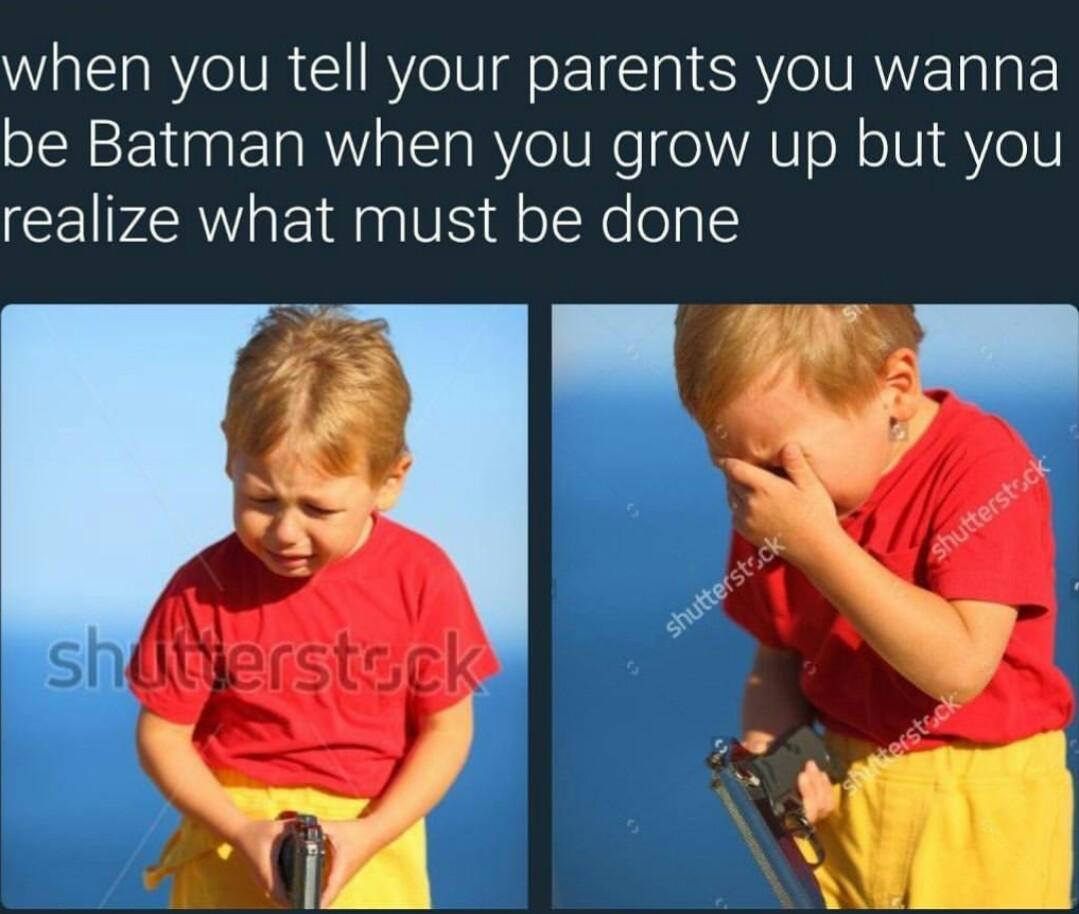 when you tell your parents you wanna
be Batman when you grow up but you
realize what must be done
shutterstock
shutterstock
shutterstock
shutterstock